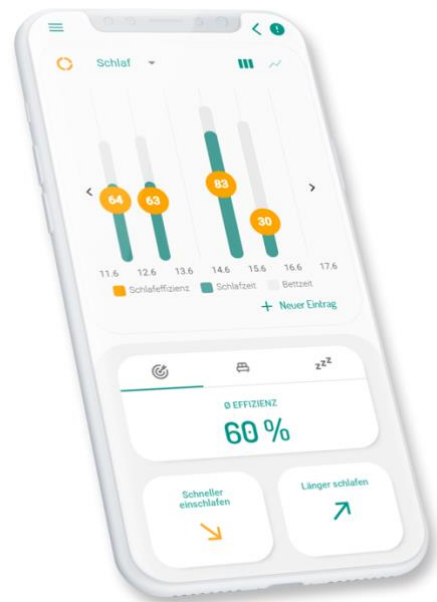 Schlaf
64
63
83
30
11.6 12.6 13.6 14.6 15.6 16.6 17.6
Schlafeffizienz Schlafzeit Bettzeit
+ Neuer Eintrag
zzz
Ø EFFIZIENZ
60 %
Schneller
einschlafen
Länger schlafen